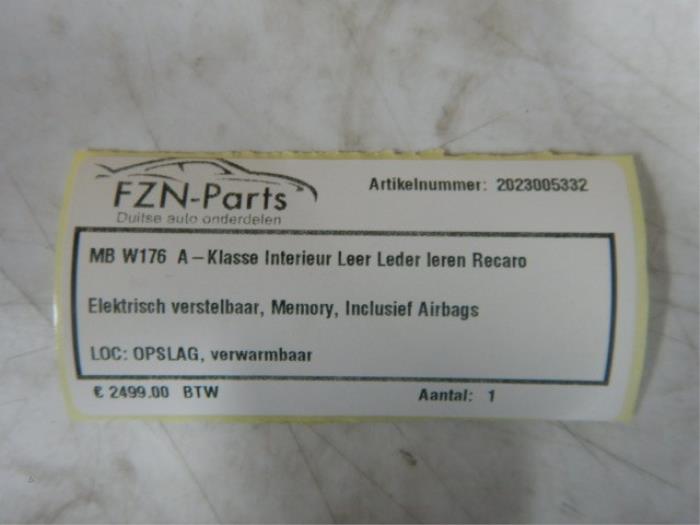 FZN-Parts
Duitse auto onderdelen
Artikelnummer: 2023005332
MB W176 A-Klasse Interieur Leer Leder leren Recaro
Elektrisch verstelbaar, Memory, Inclusief Airbags
LOC: OPSLAG, verwarmbaar
€ 2499.00 BTW
Aantal: 1